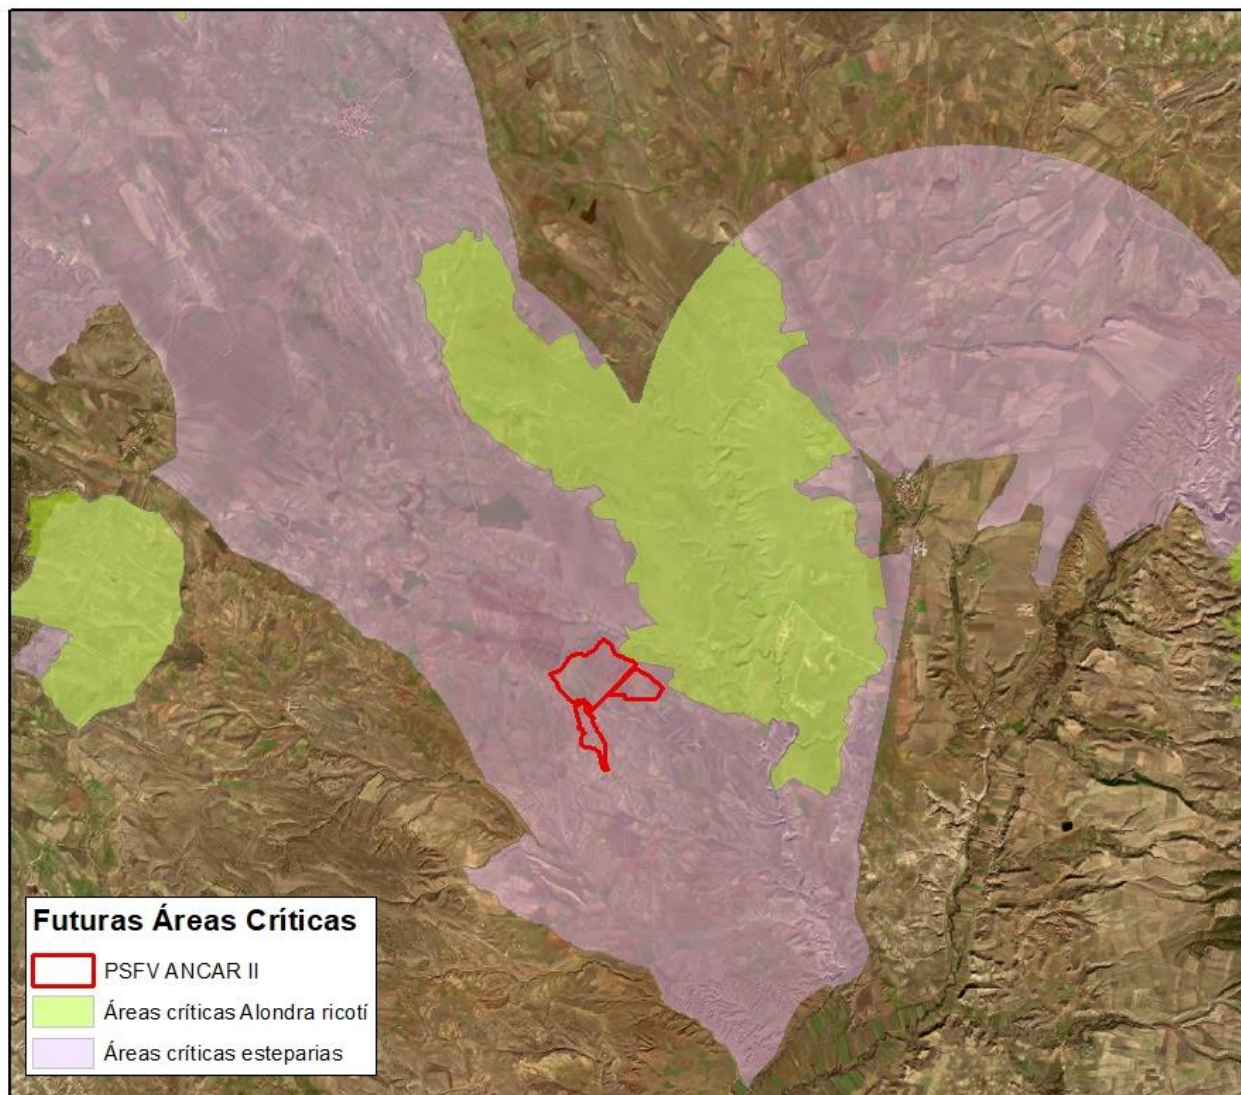 Futuras Áreas Críticas
PSFV ANCAR II
Áreas críticas Alondra ricotí
Áreas críticas esteparias